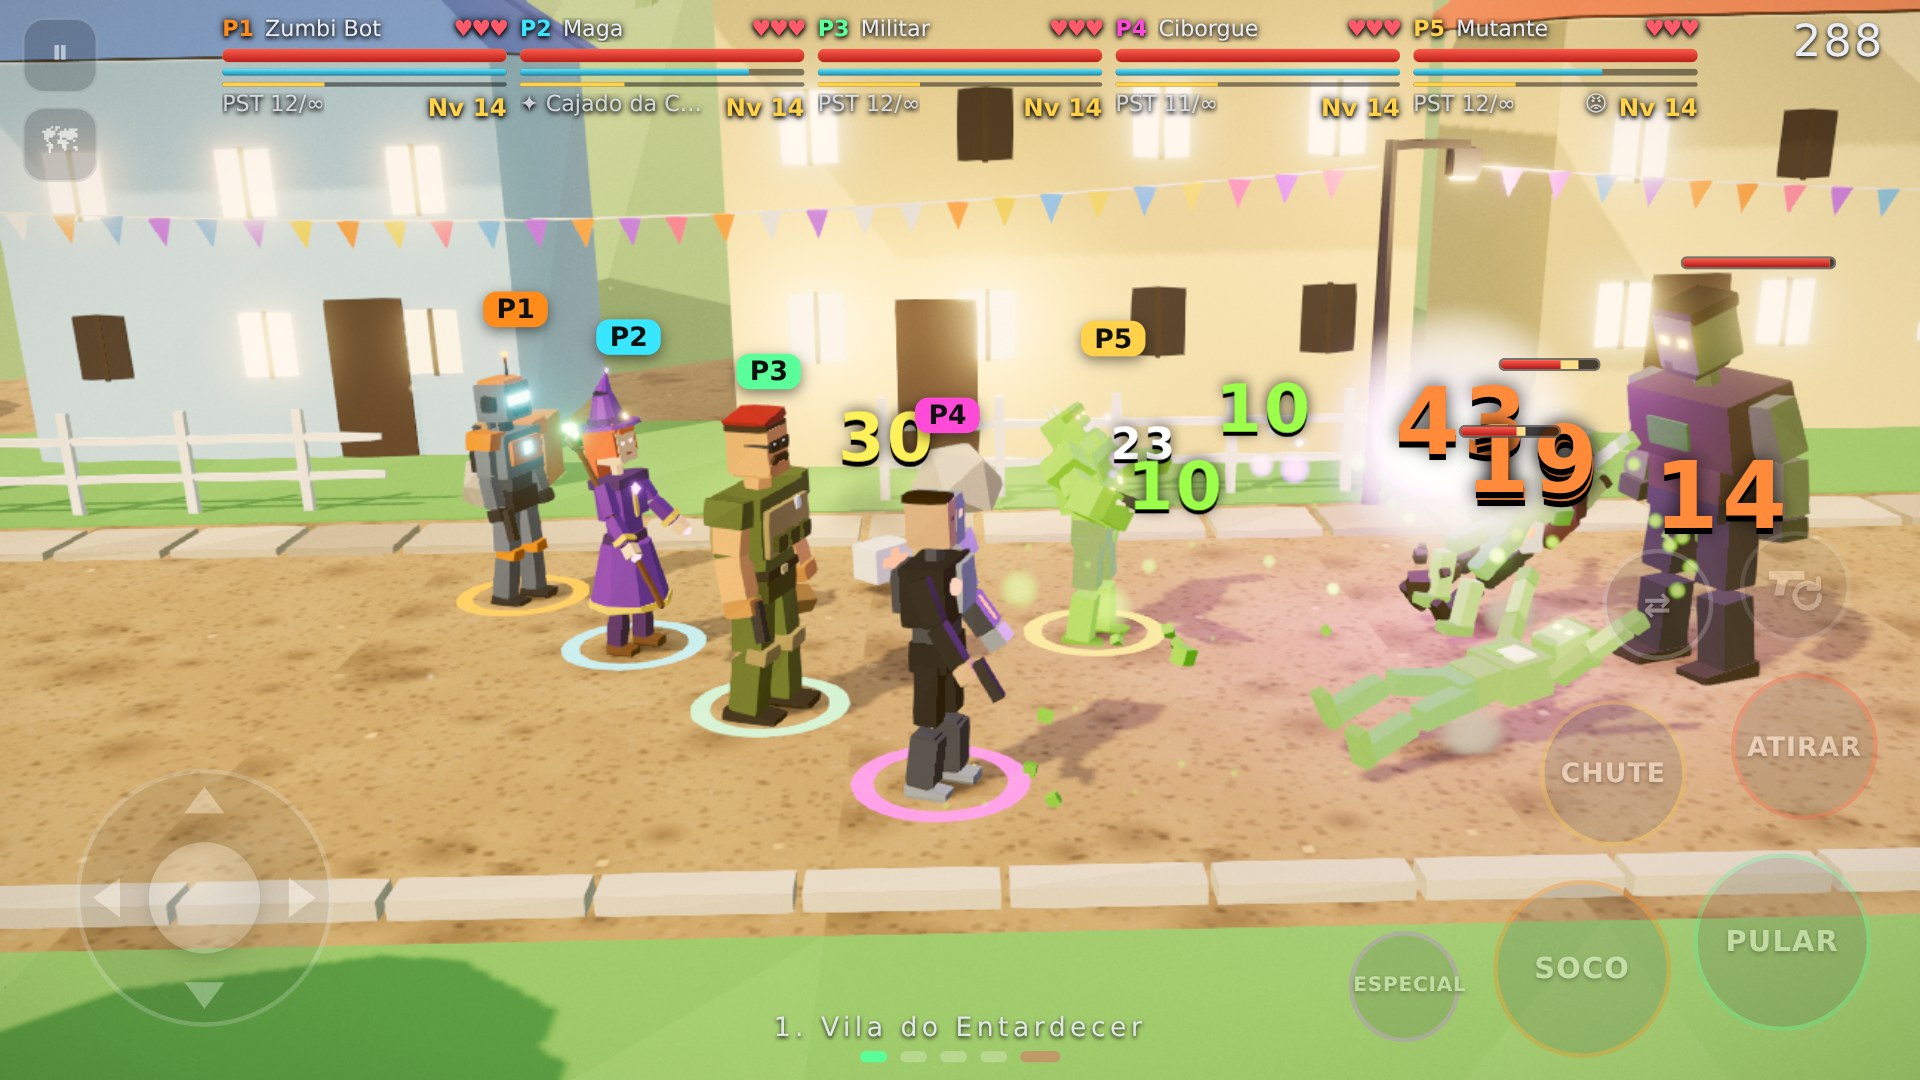 P1 Zumbi Bot
PST 12/∞ Nv 14
P2 Maga
✦ Cajado da C... Nv 14
P3 Militar
PST 12/∞ Nv 14
P4 Ciborgue
PST 11/∞ Nv 14
P5 Mutante
PST 12/∞ Nv 14
288
P1
P2
P3
P4
P5
30
23
10
10
43
19
14
CHUTE
ATIRAR
ESPECIAL
SOCO
PULAR
1. Vila do Entardecer